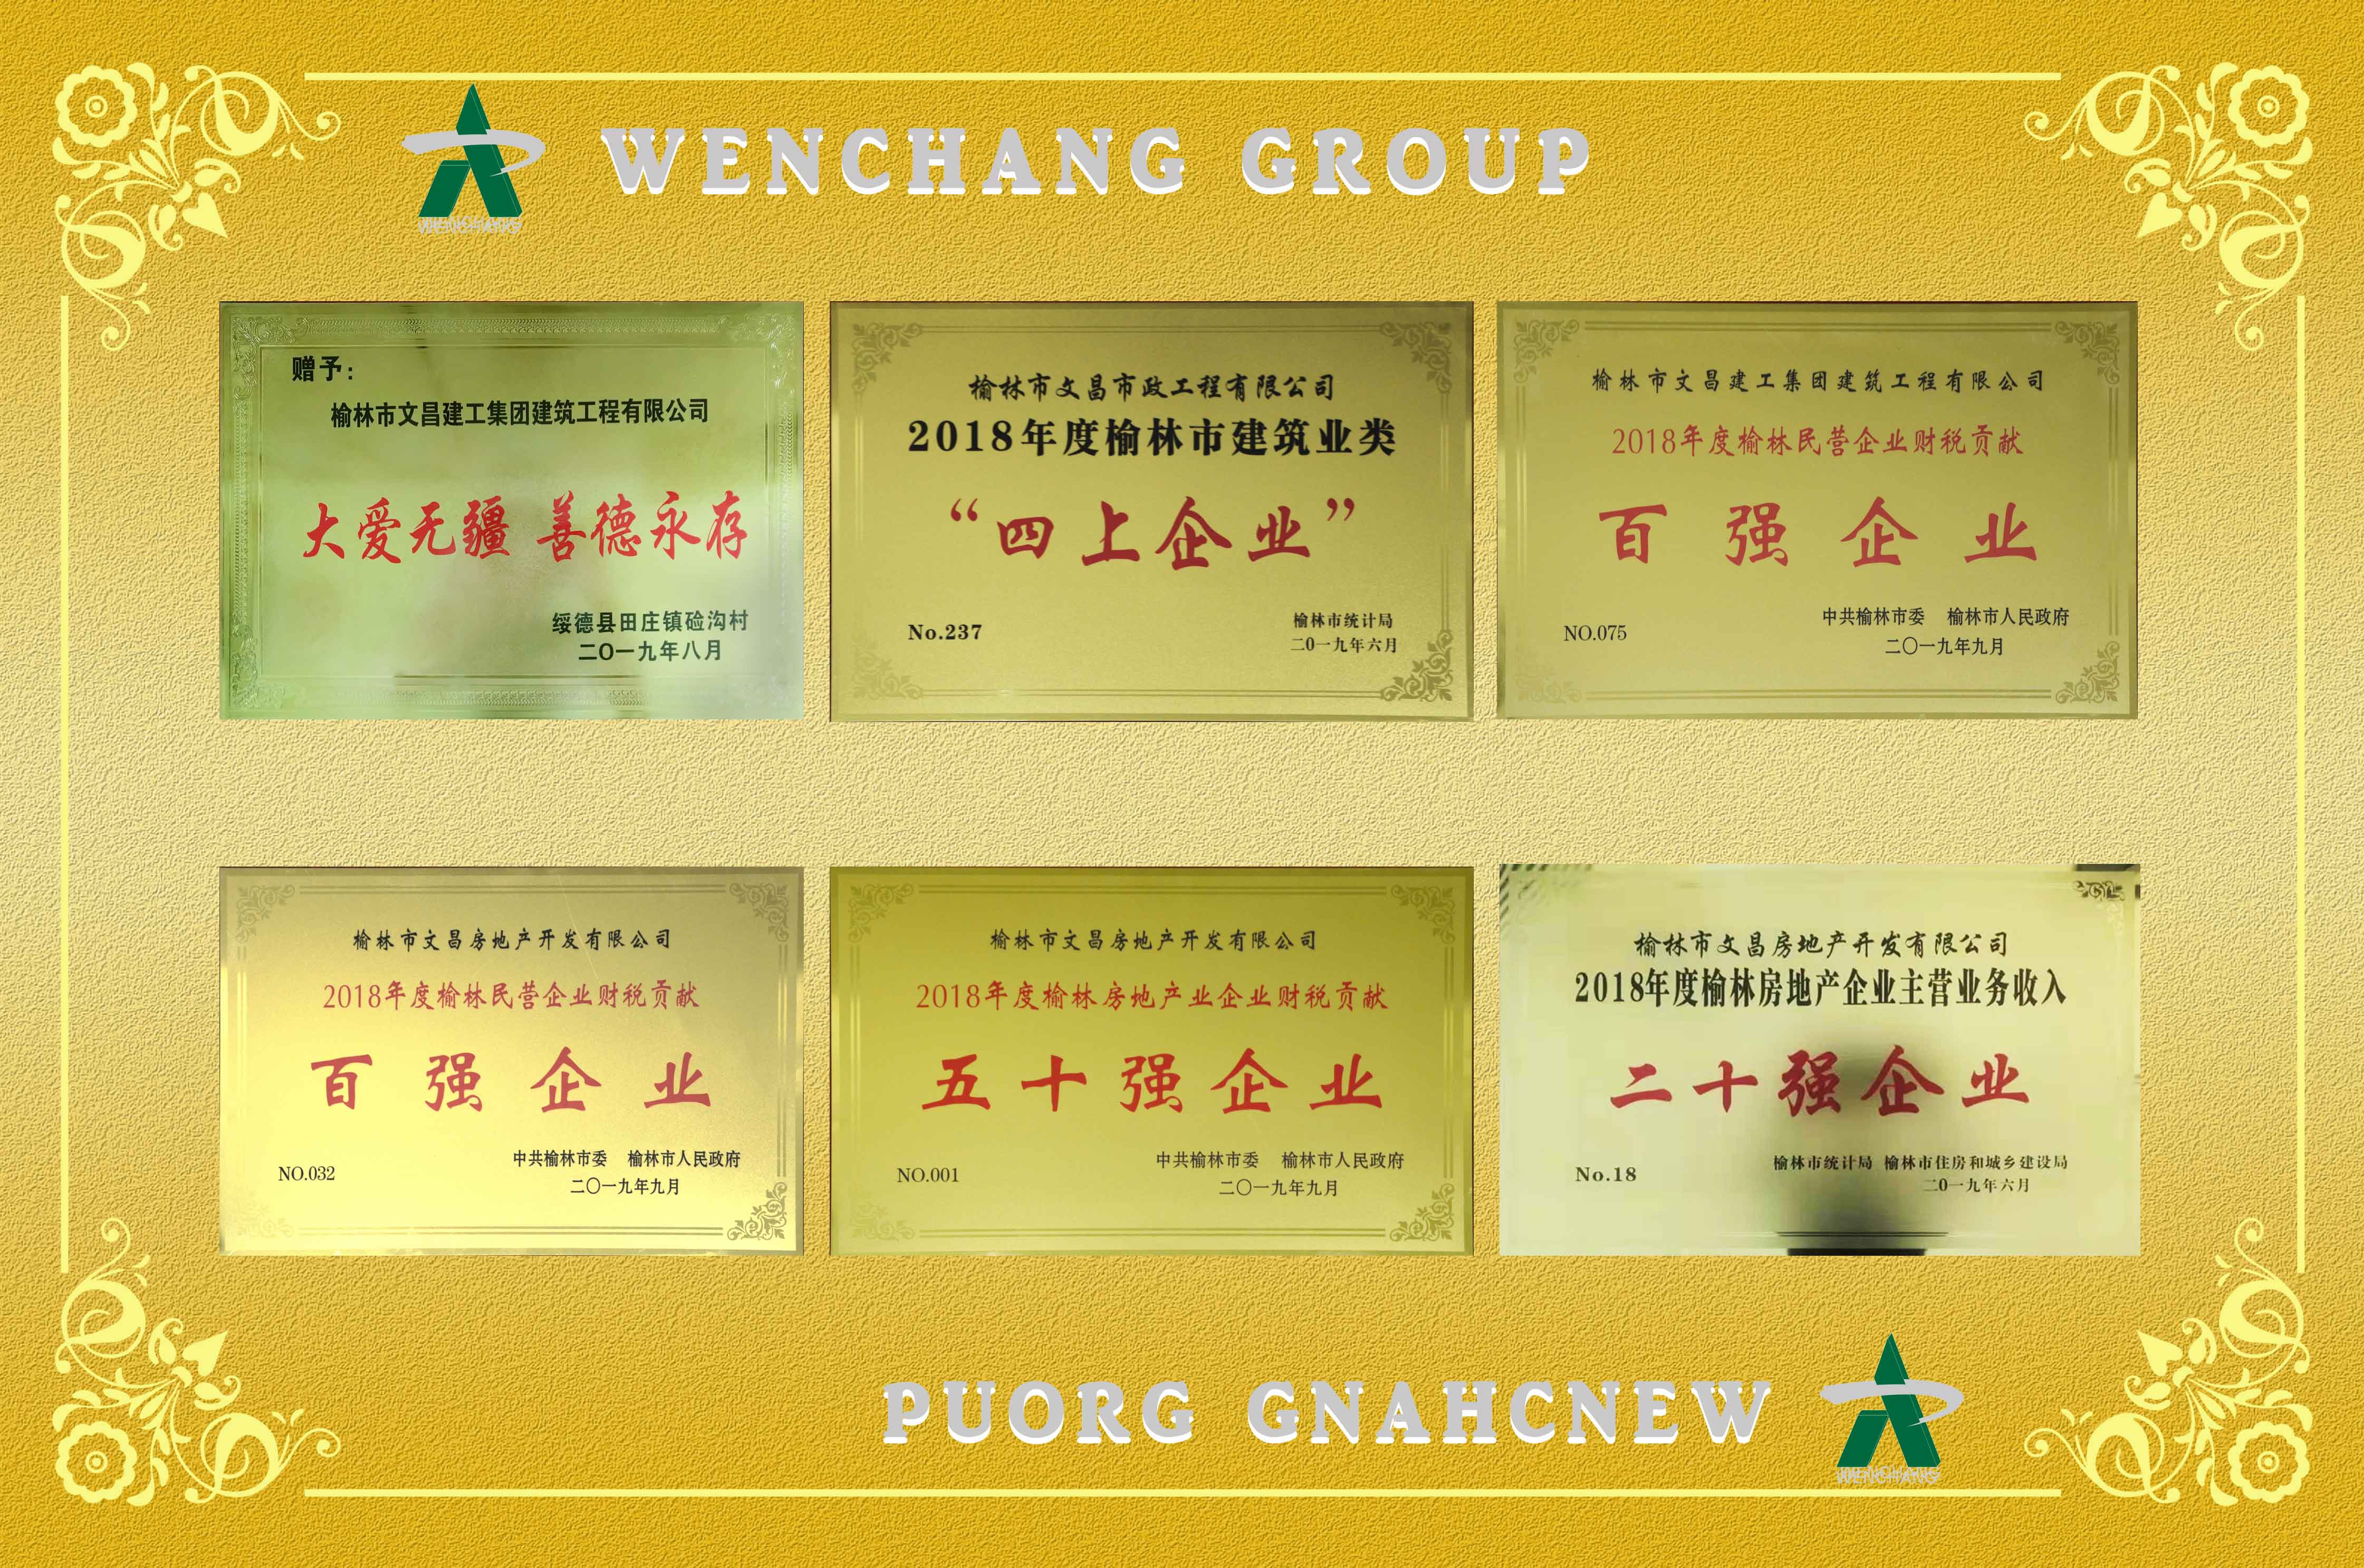 WENCHANG GROUP
WENCHANG
赠予：
榆林市文昌建工集团建筑工程有限公司
大爱无疆 善德永存
绥德县田庄镇硷沟村
二〇一九年八月
榆林市文昌市政工程有限公司
2018年度榆林市建筑业类
“四上企业”
No.237
榆林市统计局
二0一九年六月
榆林市文昌建工集团建筑工程有限公司
2018年度榆林民营企业财税贡献
百强企业
NO.075
中共榆林市委 榆林市人民政府
二〇一九年九月
榆林市文昌房地产开发有限公司
2018年度榆林民营企业财税贡献
百强企业
NO.032
中共榆林市委 榆林市人民政府
二〇一九年九月
榆林市文昌房地产开发有限公司
2018年度榆林房地产业企业财税贡献
五十强企业
NO.001
中共榆林市委 榆林市人民政府
二〇一九年九月
榆林市文昌房地产开发有限公司
2018年度榆林房地产企业主营业务收入
二十强企业
No.18
榆林市统计局 榆林市住房和城乡建设局
二0一九年六月
PUORG GNAHCNEW
WENCHANG